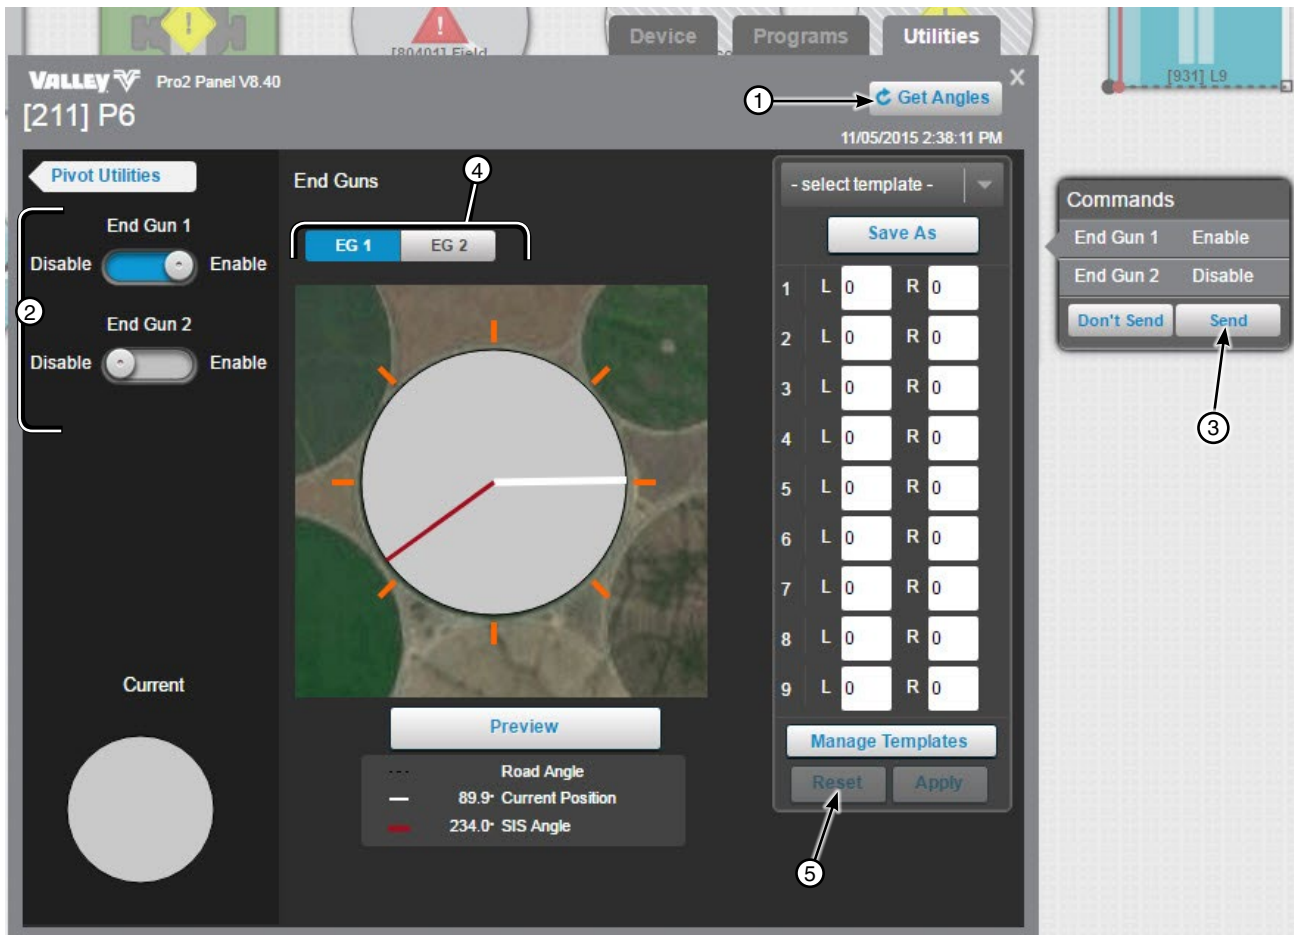 [80401] Field
Device
Programs
Utilities
[931] L9
VALLEY Pro2 Panel V8.40
X
[211] P6
1
Get Angles
11/05/2015 2:38:11 PM
Pivot Utilities
End Guns
4
- select template -
Commands
End Gun 1
Disable
Enable
EG 1
EG 2
Save As
End Gun 1 Enable
End Gun 2 Disable
Don't Send
Send
2
End Gun 2
Disable
Enable
3
1 L 0 R 0
2 L 0 R 0
3 L 0 R 0
4 L 0 R 0
5 L 0 R 0
6 L 0 R 0
7 L 0 R 0
8 L 0 R 0
9 L 0 R 0
Current
Preview
Manage Templates
Road Angle
89.9° Current Position
234.0° SIS Angle
Reset
Apply
5